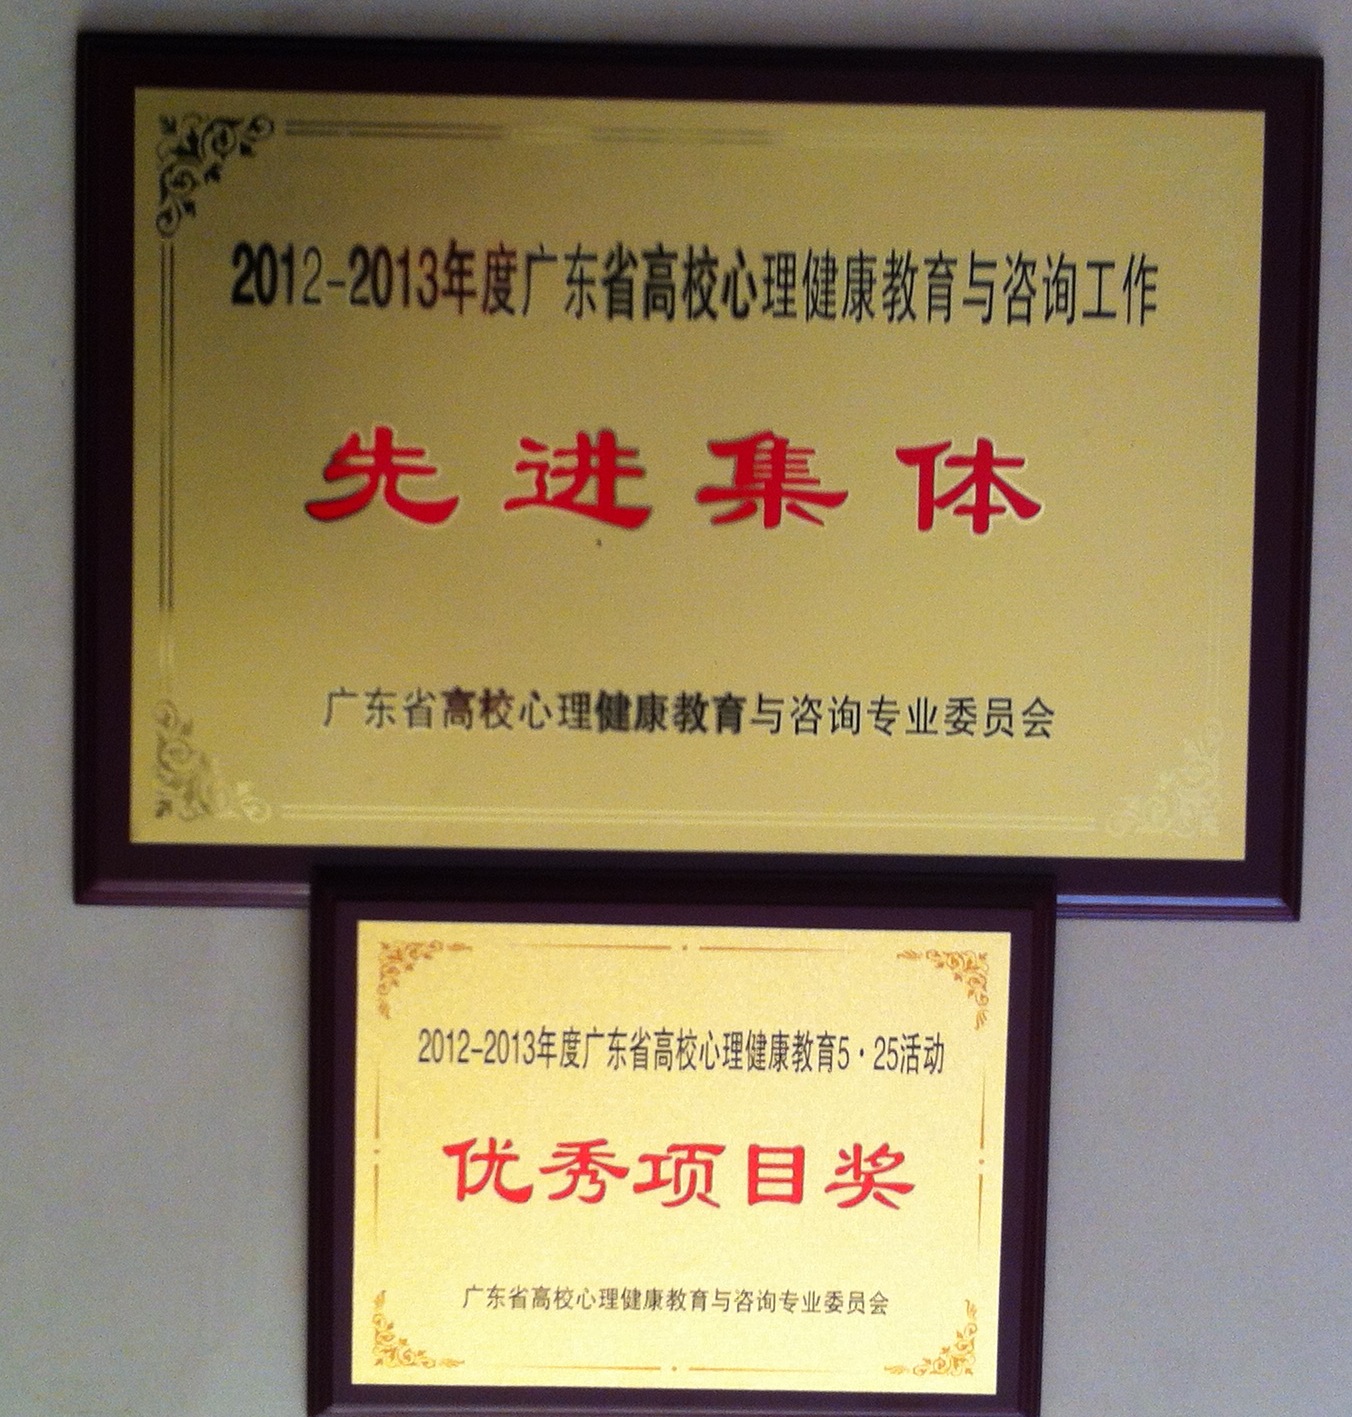 2012-2013年度广东省高校心理健康教育与咨询工作
先进集体
广东省高校心理健康教育与咨询专业委员会
2012-2013年度广东省高校心理健康教育5·25活动
优秀项目奖
广东省高校心理健康教育与咨询专业委员会